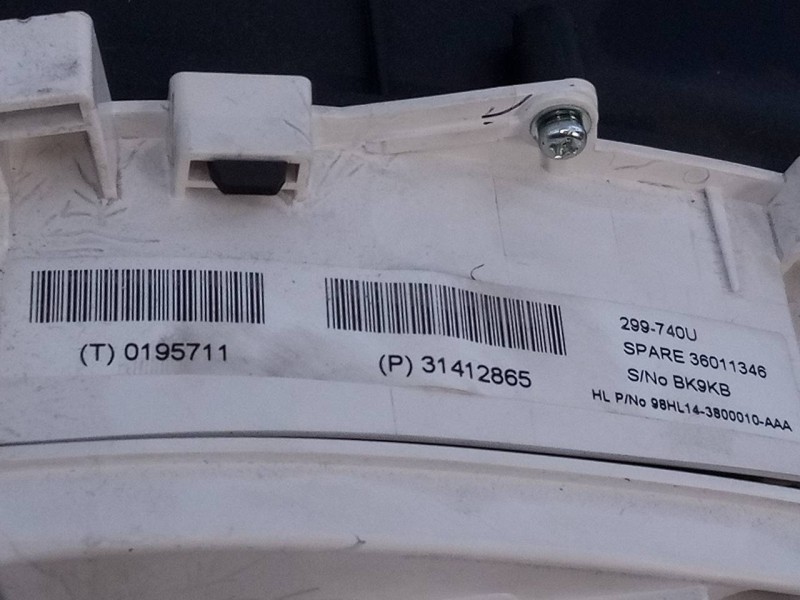 (T) 0195711
(P) 31412865
299-740U
SPARE 36011346
S/No BK9KB
HL P/No 98HL14-3800010-AAA